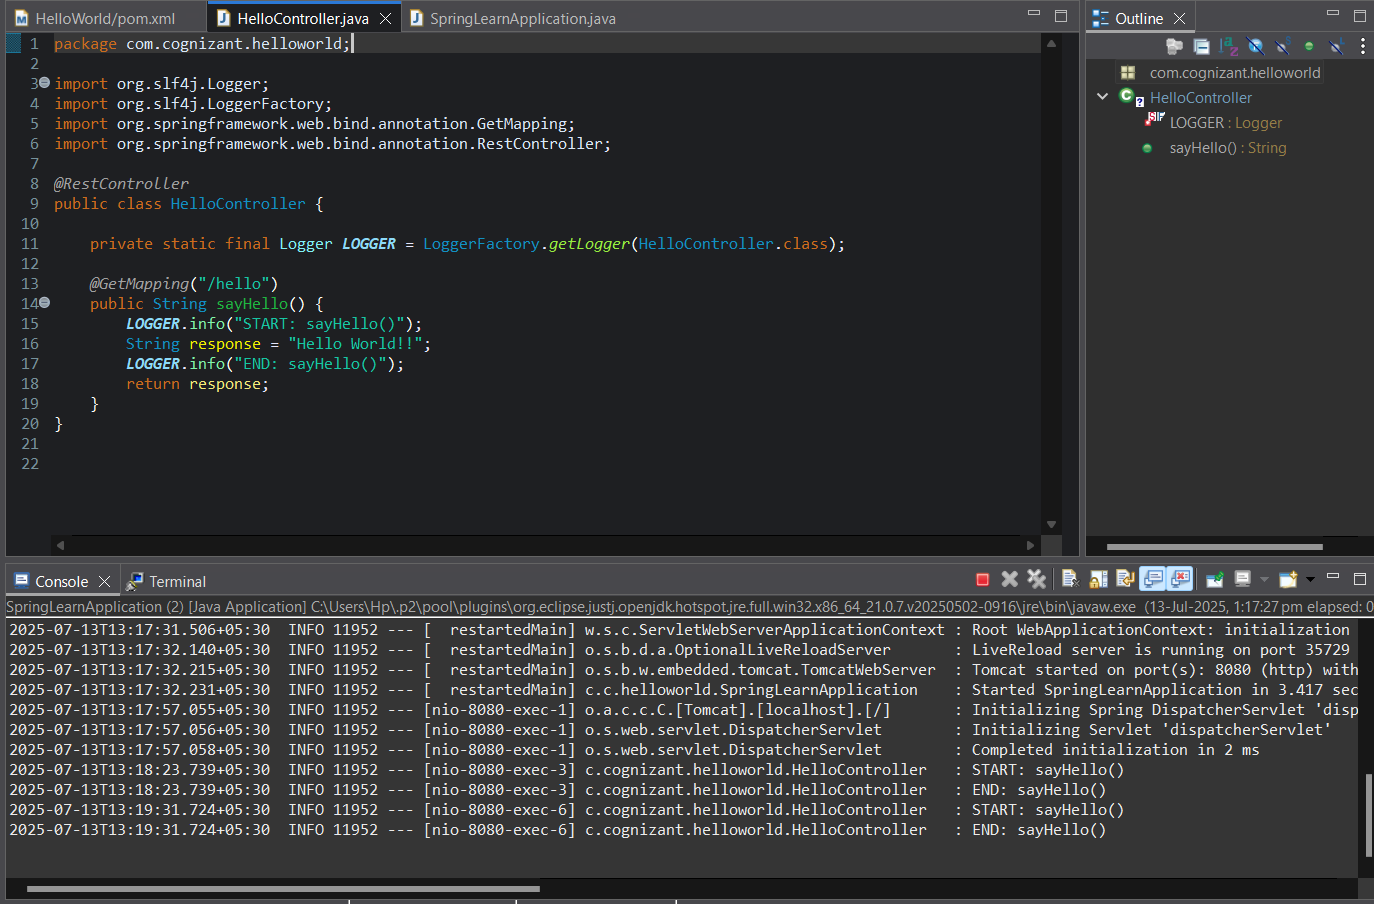 HelloWorld/pom.xml
HelloController.java
SpringLearnApplication.java
1 package com.cognizant.helloworld;
2
3 import org.slf4j.Logger;
4 import org.slf4j.LoggerFactory;
5 import org.springframework.web.bind.annotation.GetMapping;
6 import org.springframework.web.bind.annotation.RestController;
7
8 @RestController
9 public class HelloController {
10
11     private static final Logger LOGGER = LoggerFactory.getLogger(HelloController.class);
12
13     @GetMapping("/hello")
14     public String sayHello() {
15         LOGGER.info("START: sayHello()");
16         String response = "Hello World!!";
17         LOGGER.info("END: sayHello()");
18         return response;
19     }
20 }
21
22
Outline
com.cognizant.helloworld
HelloController
LOGGER : Logger
sayHello() : String
Console
Terminal
SpringLearnApplication (2) [Java Application] C:\Users\Hp\.p2\pool\plugins\org.eclipse.justj.openjdk.hotspot.jre.full.win32.x86_64_21.0.7.v20250502-0916\jre\bin\javaw.exe (13-Jul-2025, 1:17:27 pm elapsed: 0
2025-07-13T13:17:31.506+05:30  INFO 11952 --- [  restartedMain] w.s.c.ServletWebServerApplicationContext : Root WebApplicationContext: initialization
2025-07-13T13:17:32.140+05:30  INFO 11952 --- [  restartedMain] o.s.b.d.a.OptionalLiveReloadServer       : LiveReload server is running on port 35729
2025-07-13T13:17:32.215+05:30  INFO 11952 --- [  restartedMain] o.s.b.w.embedded.tomcat.TomcatWebServer  : Tomcat started on port(s): 8080 (http) with
2025-07-13T13:17:32.231+05:30  INFO 11952 --- [  restartedMain] c.c.helloworld.SpringLearnApplication    : Started SpringLearnApplication in 3.417 sec
2025-07-13T13:17:57.055+05:30  INFO 11952 --- [nio-8080-exec-1] o.a.c.c.C.[Tomcat].[localhost].[/]       : Initializing Spring DispatcherServlet 'disp
2025-07-13T13:17:57.056+05:30  INFO 11952 --- [nio-8080-exec-1] o.s.web.servlet.DispatcherServlet        : Initializing Servlet 'dispatcherServlet'
2025-07-13T13:17:57.058+05:30  INFO 11952 --- [nio-8080-exec-1] o.s.web.servlet.DispatcherServlet        : Completed initialization in 2 ms
2025-07-13T13:18:23.739+05:30  INFO 11952 --- [nio-8080-exec-3] c.cognizant.helloworld.HelloController   : START: sayHello()
2025-07-13T13:18:23.739+05:30  INFO 11952 --- [nio-8080-exec-3] c.cognizant.helloworld.HelloController   : END: sayHello()
2025-07-13T13:19:31.724+05:30  INFO 11952 --- [nio-8080-exec-6] c.cognizant.helloworld.HelloController   : START: sayHello()
2025-07-13T13:19:31.724+05:30  INFO 11952 --- [nio-8080-exec-6] c.cognizant.helloworld.HelloController   : END: sayHello()